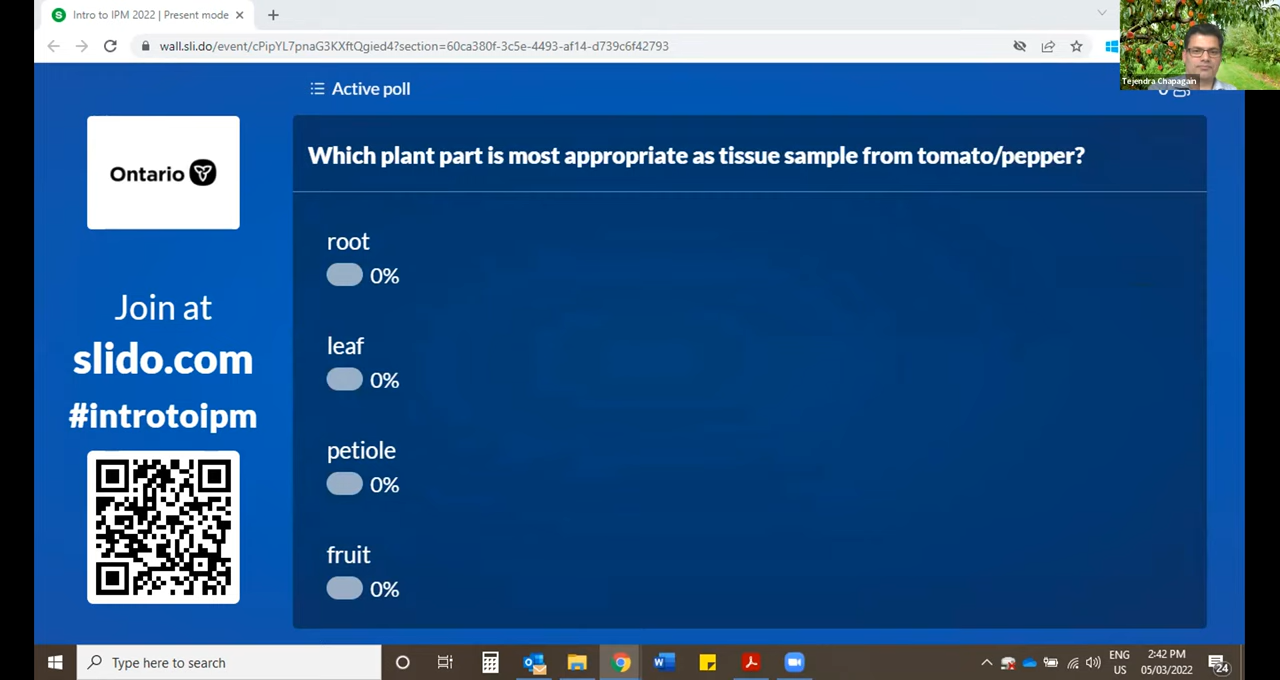 Intro to IPM 2022 | Present mode
wall.sli.do/event/cPipYL7pnaG3KXftQgied4?section=60ca380f-3c5e-4493-af14-d739c6f42793
Tejendra Chapagain
Active poll
Ontario
Which plant part is most appropriate as tissue sample from tomato/pepper?
root
0%
leaf
0%
petiole
0%
fruit
0%
Join at
slido.com
#introtoipm
Type here to search
ENG
US
2:42 PM
05/03/2022
24